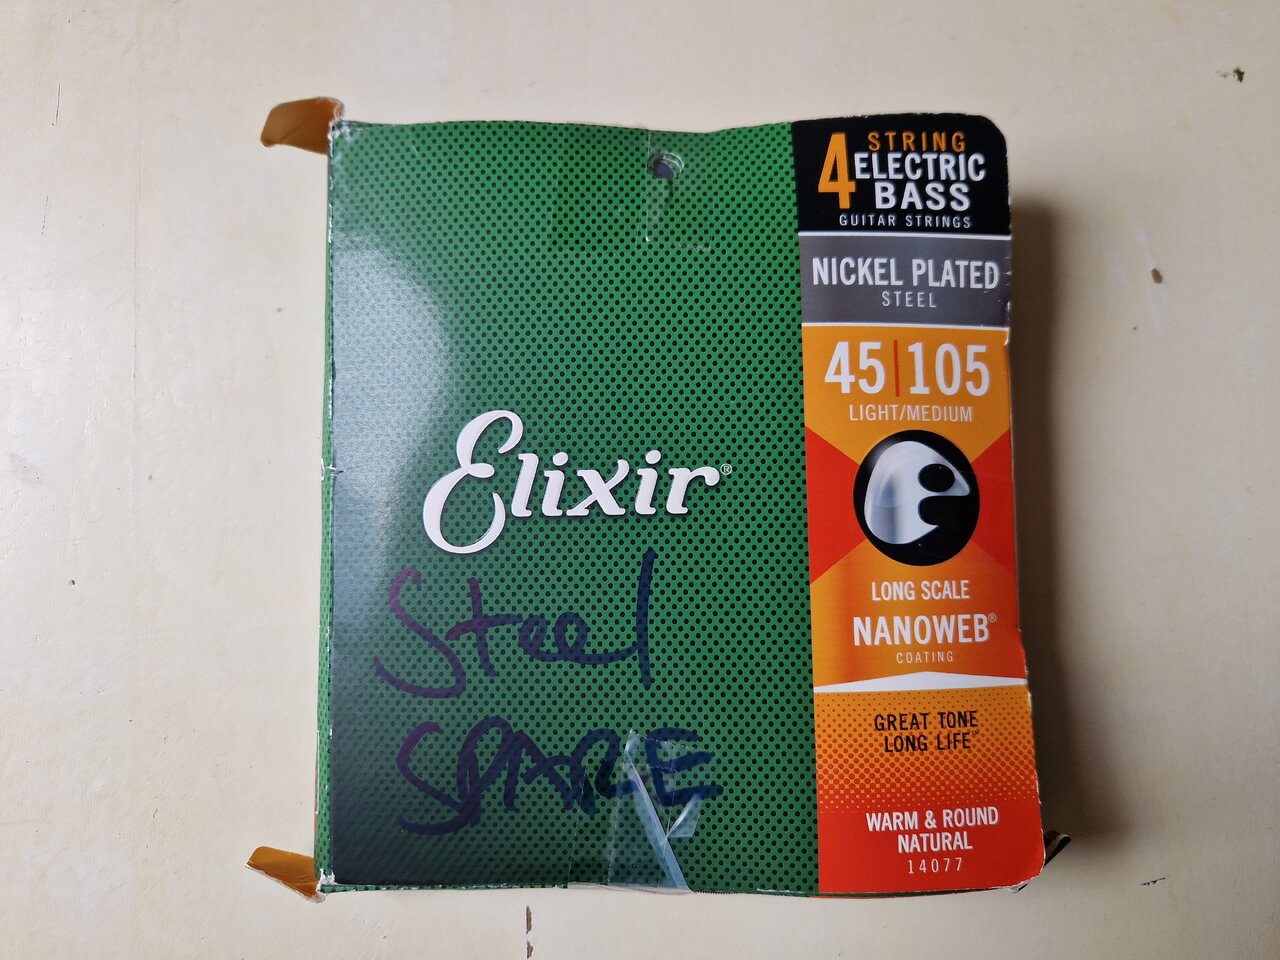 4 STRING
ELECTRIC
BASS
GUITAR STRINGS
NICKEL PLATED
STEEL
45|105
LIGHT/MEDIUM
Elixir®
Steel
SPARE
LONG SCALE
NANOWEB®
COATING
GREAT TONE
LONG LIFE™
WARM & ROUND
NATURAL
14077